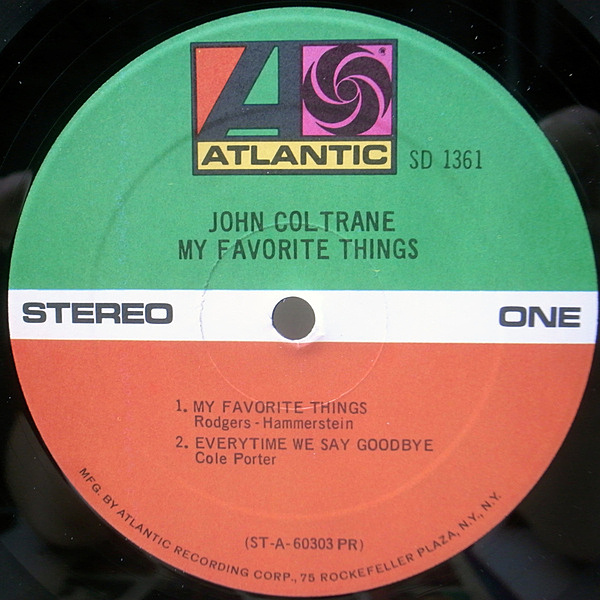 ATLANTIC
SD 1361
JOHN COLTRANE
MY FAVORITE THINGS
STEREO
ONE
1. MY FAVORITE THINGS
Rodgers - Hammerstein
2. EVERYTIME WE SAY GOODBYE
Cole Porter
(ST-A-60303 PR)
MFG. BY ATLANTIC RECORDING CORP., 75 ROCKEFELLER PLAZA, N.Y., N.Y.